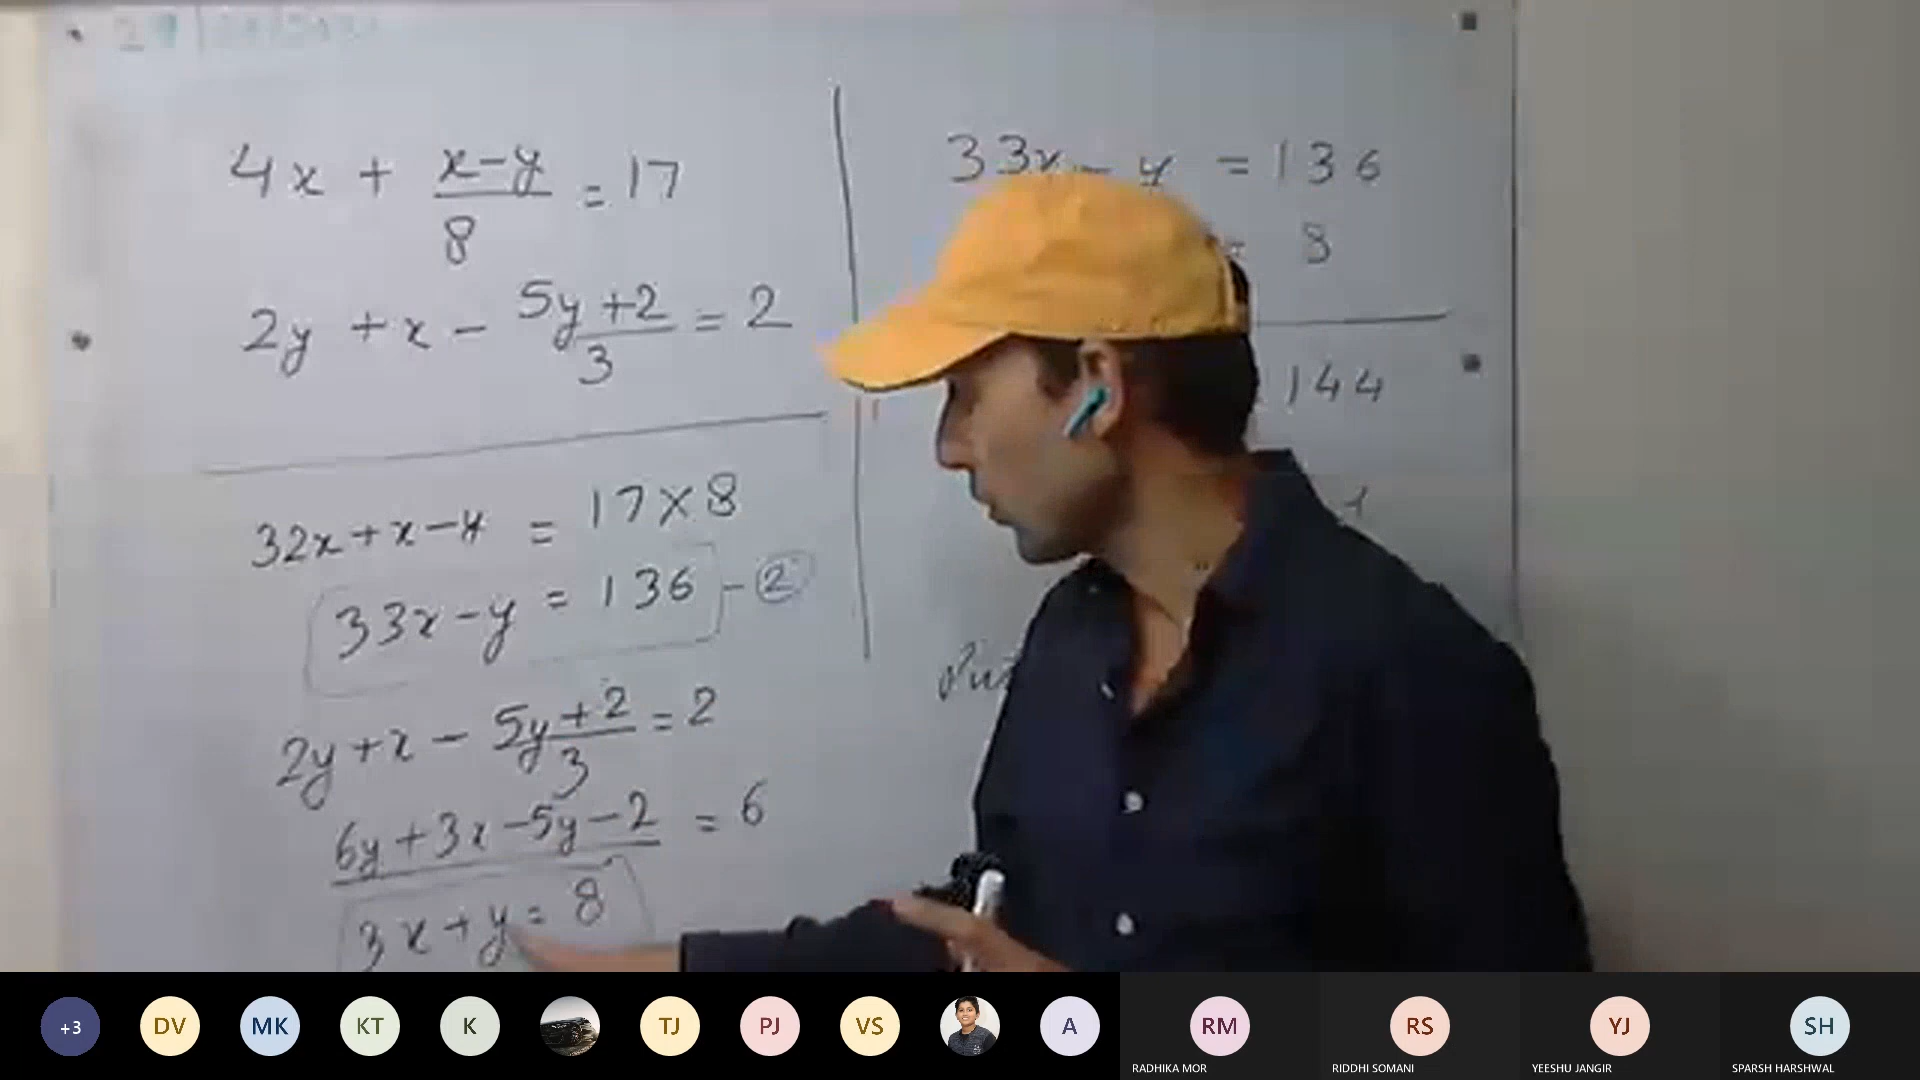 4x + x-y/8 = 17
2y + x - 5y+2/3 = 2
32x+x-y = 17×8
33x-y = 136 -②
2y+x - 5y+2/3 = 2
6y+3x-5y-2 = 6
3x+y = 8
33x - y = 136
= 8
144
+3
DV
MK
KT
K
TJ
PJ
VS
A
RM
RADHIKA MOR
RS
RIDDHI SOMANI
YJ
YEESHU JANGIR
SH
SPARSH HARSHWAL